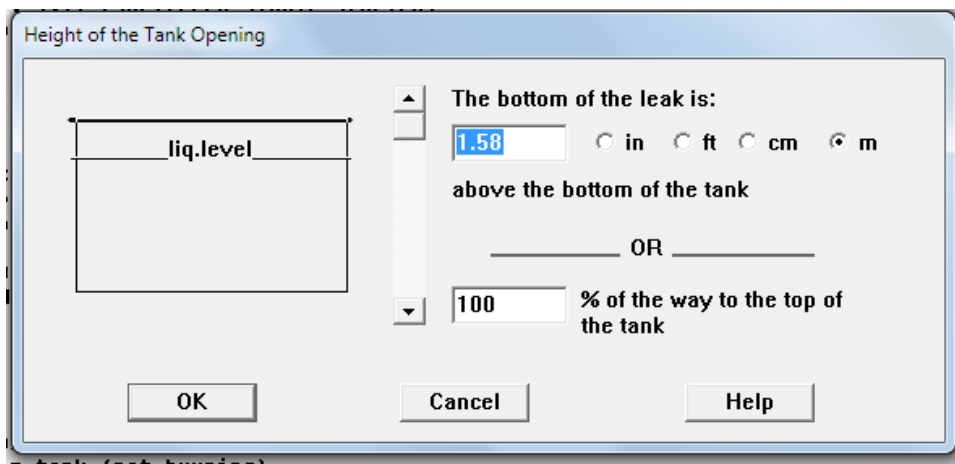 Height of the Tank Opening
The bottom of the leak is:
liq.level
1.58 in ft cm m
above the bottom of the tank
OR
100 % of the way to the top of
the tank
OK Cancel Help